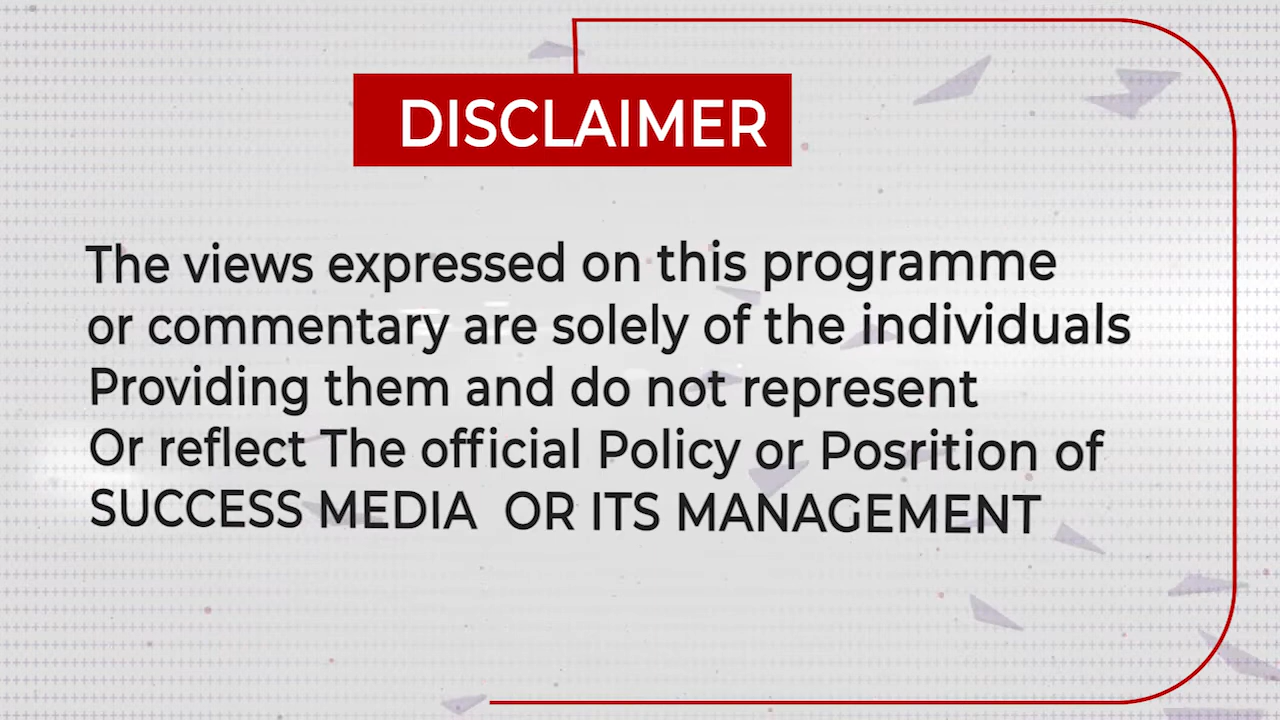 DISCLAIMER
The views expressed on this programme
or commentary are solely of the individuals
Providing them and do not represent
Or reflect The official Policy or Posrition of
SUCCESS MEDIA  OR ITS MANAGEMENT